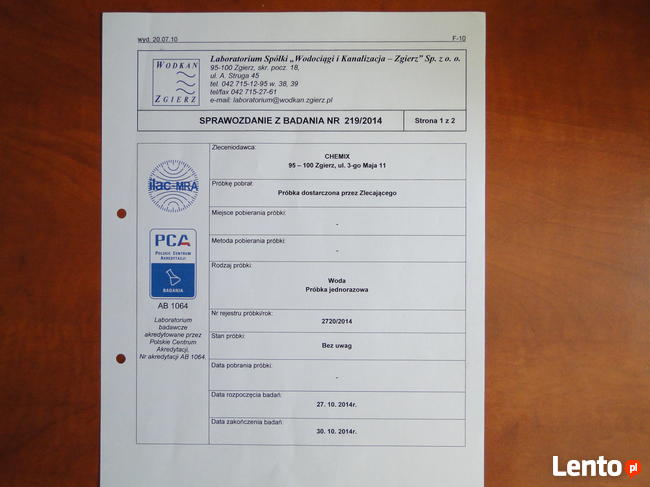 wyd. 20.07.10
F-10
WODKAN
ZGIERZ
Laboratorium Spółki „Wodociągi i Kanalizacja – Zgierz” Sp. z o. o.
95-100 Zgierz, skr. pocz. 18,
ul. A. Struga 45
tel. 042 715-12-95 w. 38, 39
tel/fax 042 715-27-61
e-mail: laboratorium@wodkan.zgierz.pl
SPRAWOZDANIE Z BADANIA NR 219/2014
Strona 1 z 2
ilac-MRA
PCA
POLSKIE CENTRUM
AKREDYTACJI
BADANIA
AB 1064
Laboratorium
badawcze
akredytowane przez
Polskie Centrum
Akredytacji,
Nr akredytacji AB 1064.
Zleceniodawca:
CHEMIX
95 – 100 Zgierz, ul. 3-go Maja 11
Próbkę pobrał:
Próbka dostarczona przez Zlecającego
Miejsce pobierania próbki:
-
Metoda pobierania próbki:
-
Rodzaj próbki:
Woda
Próbka jednorazowa
Nr rejestru próbki/rok:
2720/2014
Stan próbki:
Bez uwag
Data pobrania próbki:
-
Data rozpoczęcia badań:
27. 10. 2014r.
Data zakończenia badań:
30. 10. 2014r.
Lento.pl